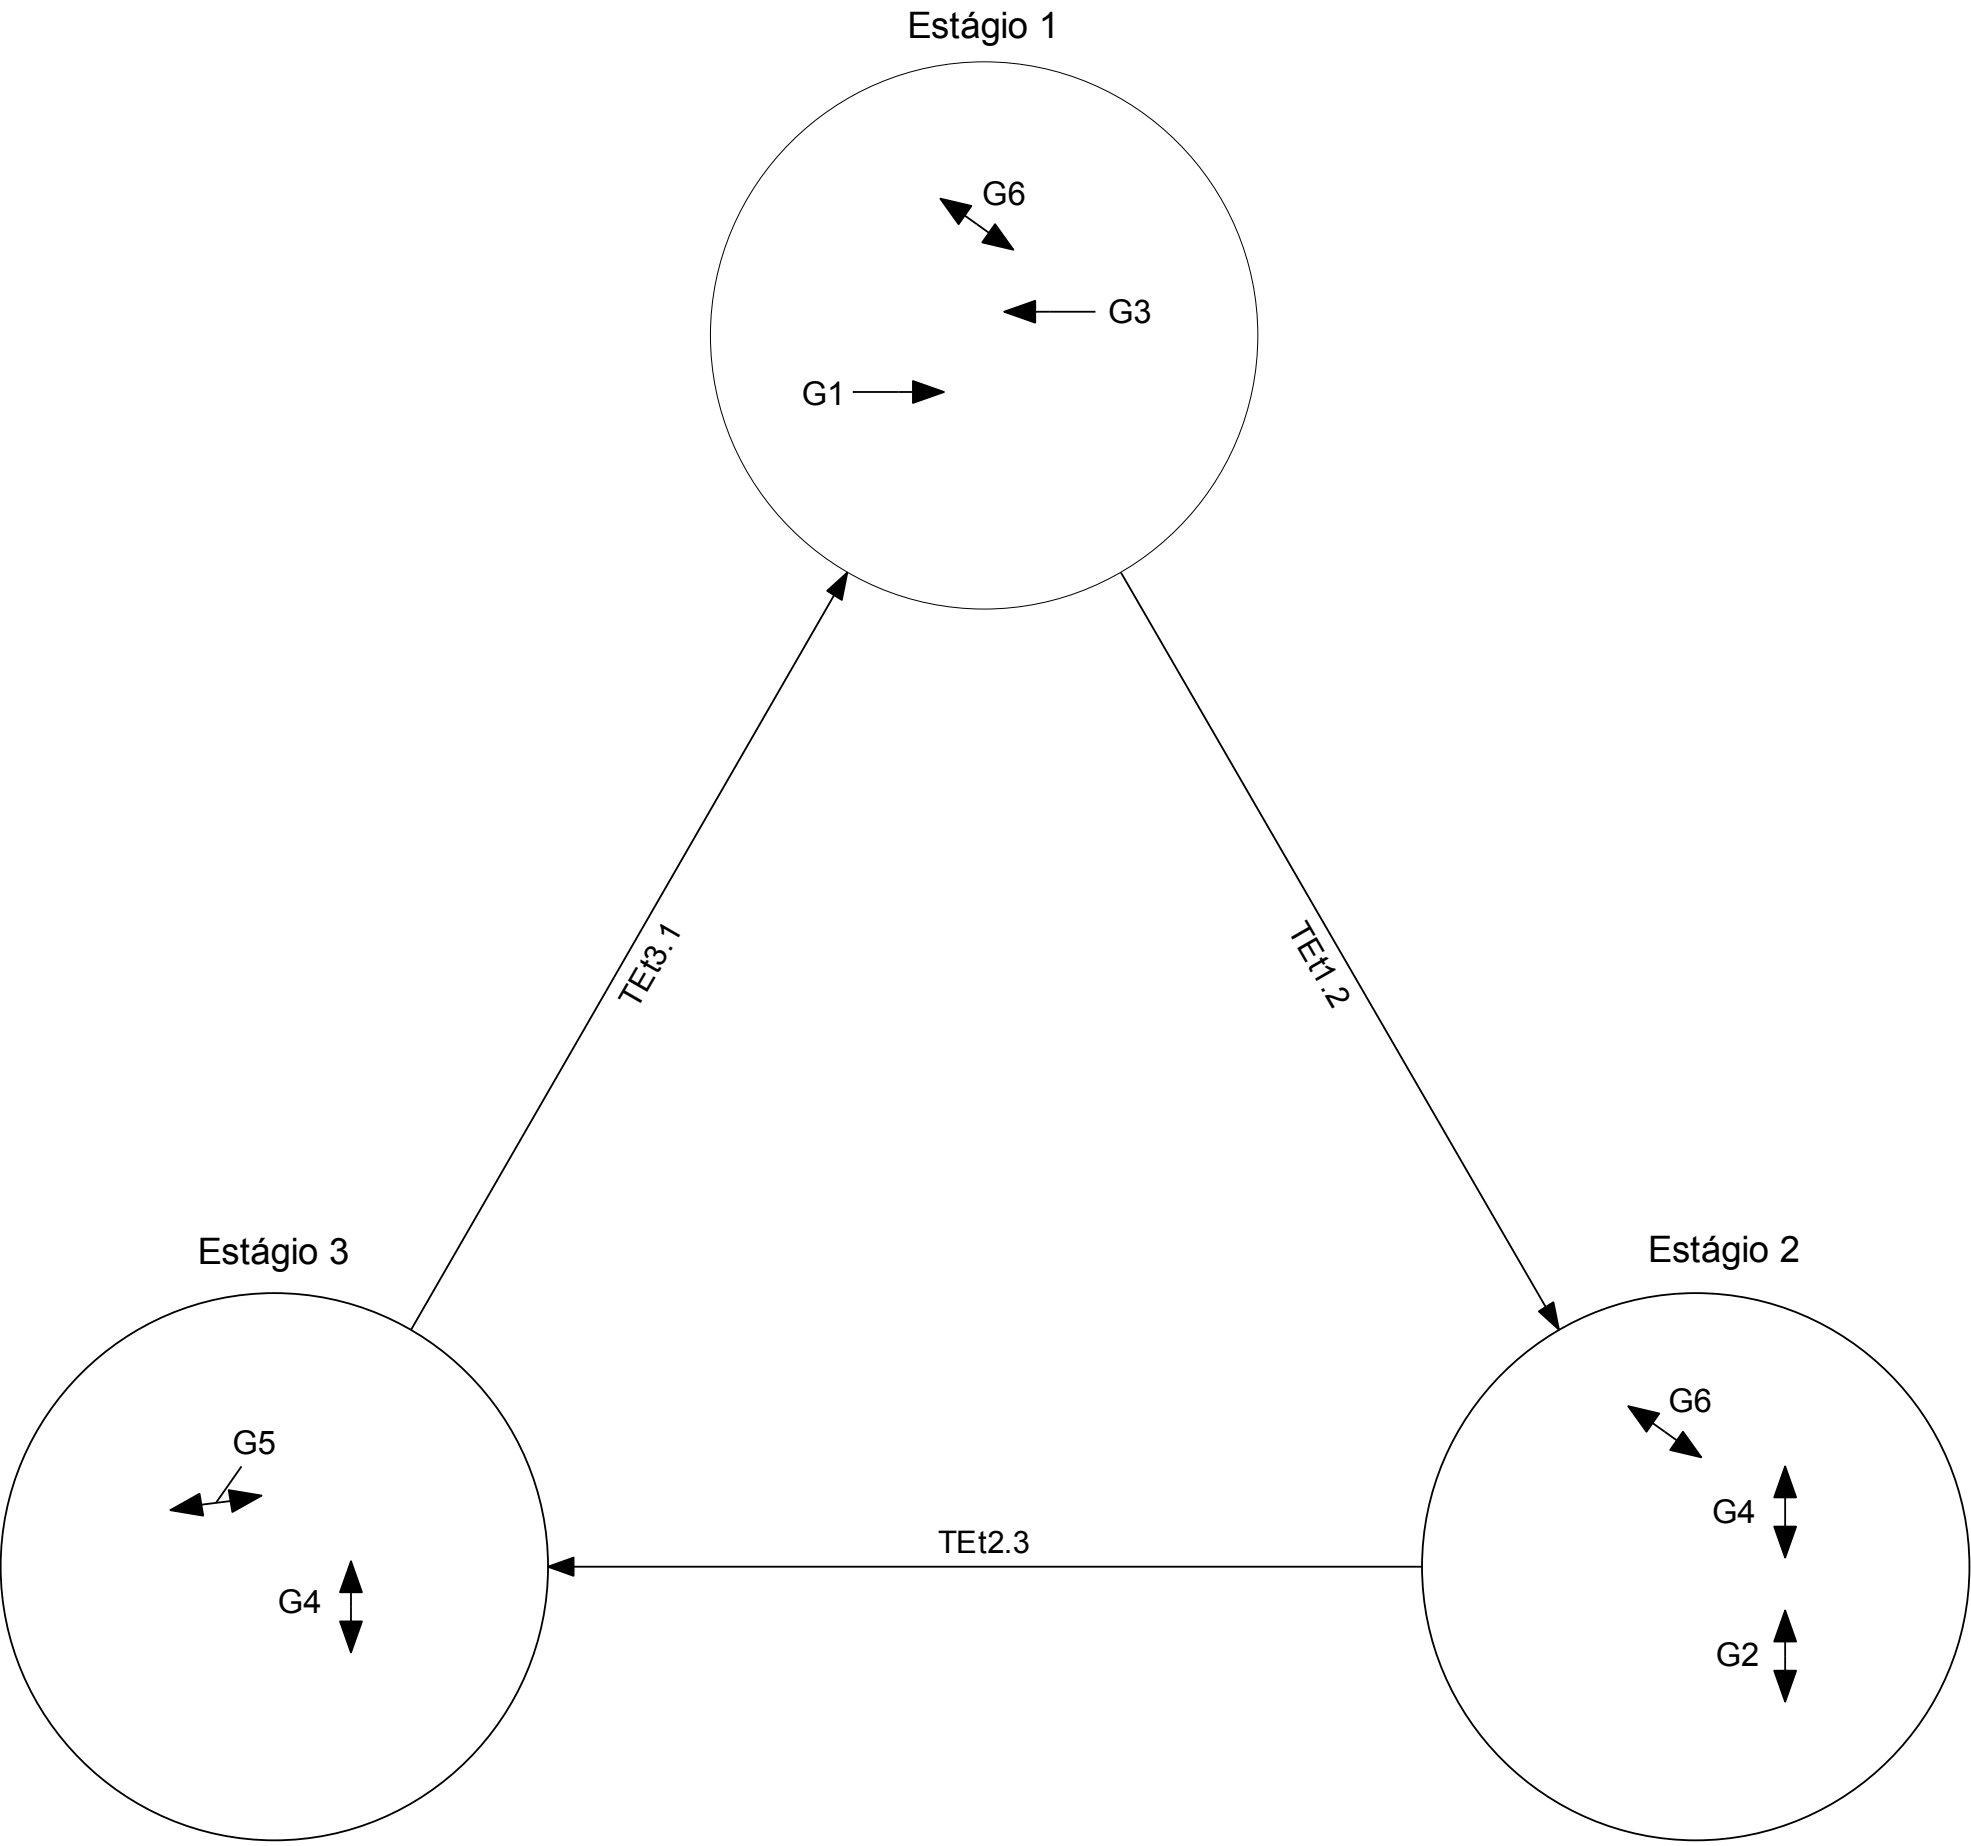 Estágio 1
G6
G3
G1
TEt3.1
TEt1.2
Estágio 3
Estágio 2
G5
G4
TEt2.3
G6
G4
G2